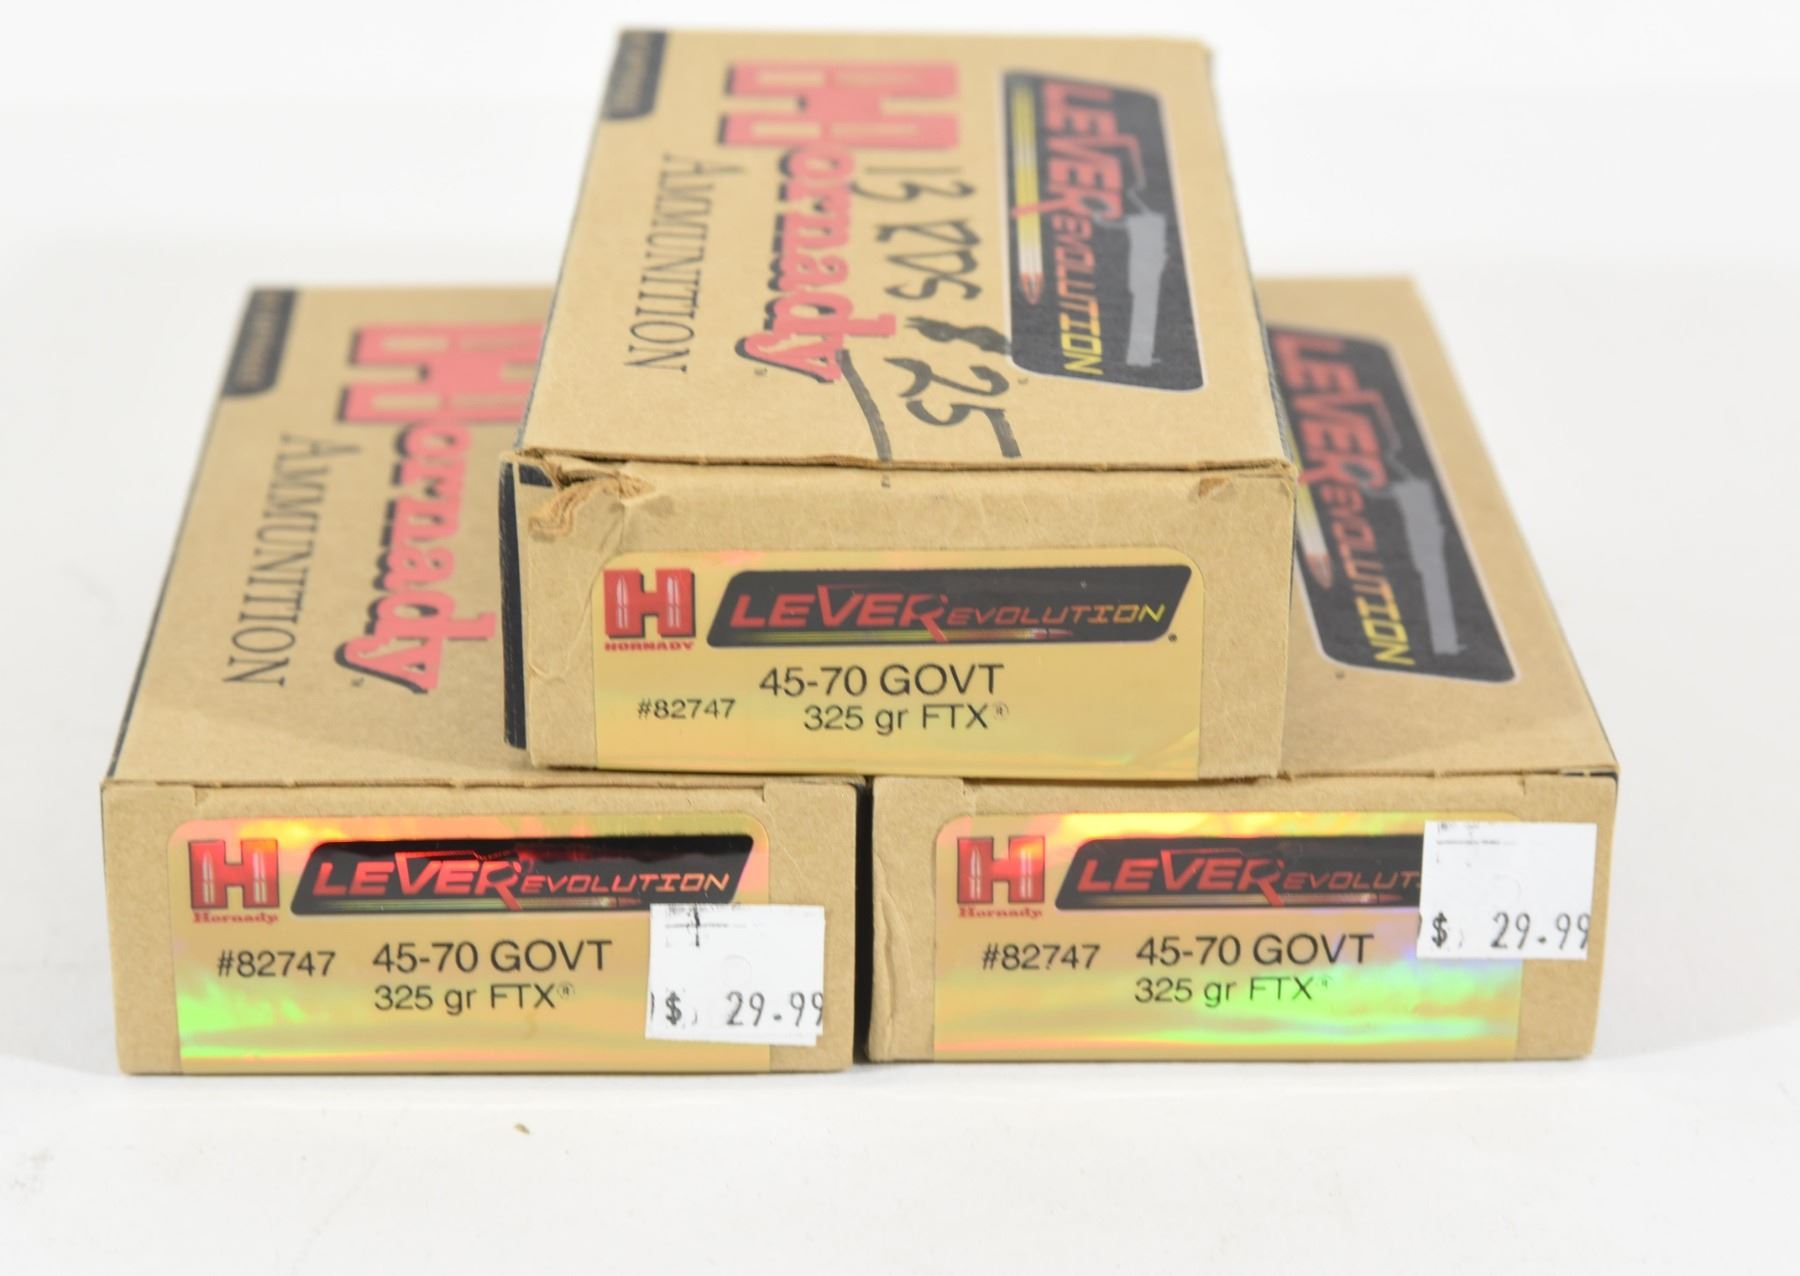 Hornady
AMMUNITION
LEVEREVOLUTION
13 RDS $25
H
HORNADY
LEVEREVOLUTION
45-70 GOVT
#82747
325 gr FTX®
Hornady
AMMUNITION
LEVEREVOLUTION
H
Hornady
LEVEREVOLUTION
#82747
45-70 GOVT
325 gr FTX®
$ 29.99
H
Hornady
LEVEREVOLUTI
#82747
45-70 GOVT
325 gr FTX®
$ 29.99